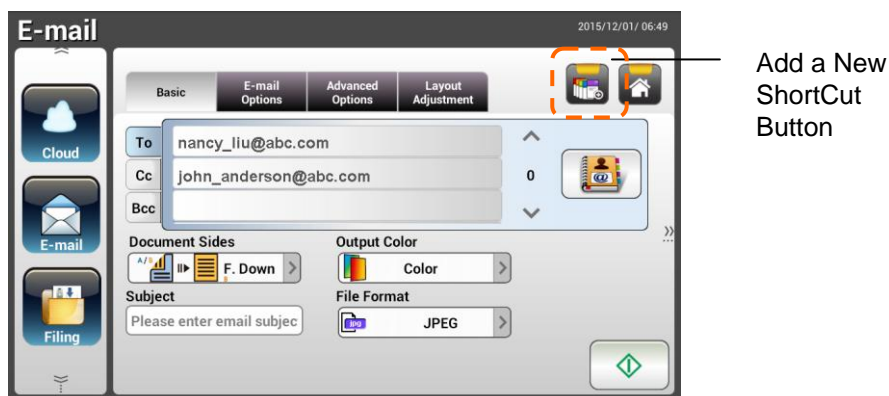 E-mail
2015/12/01/ 06:49
Add a New
ShortCut
Button
Basic
E-mail
Options
Advanced
Options
Layout
Adjustment
Cloud
To
nancy_liu@abc.com
Cc
john_anderson@abc.com
0
Bcc
E-mail
Document Sides
Output Color
A/B
F. Down
Color
Subject
File Format
Please enter email subjec
JPG
JPEG
Filing